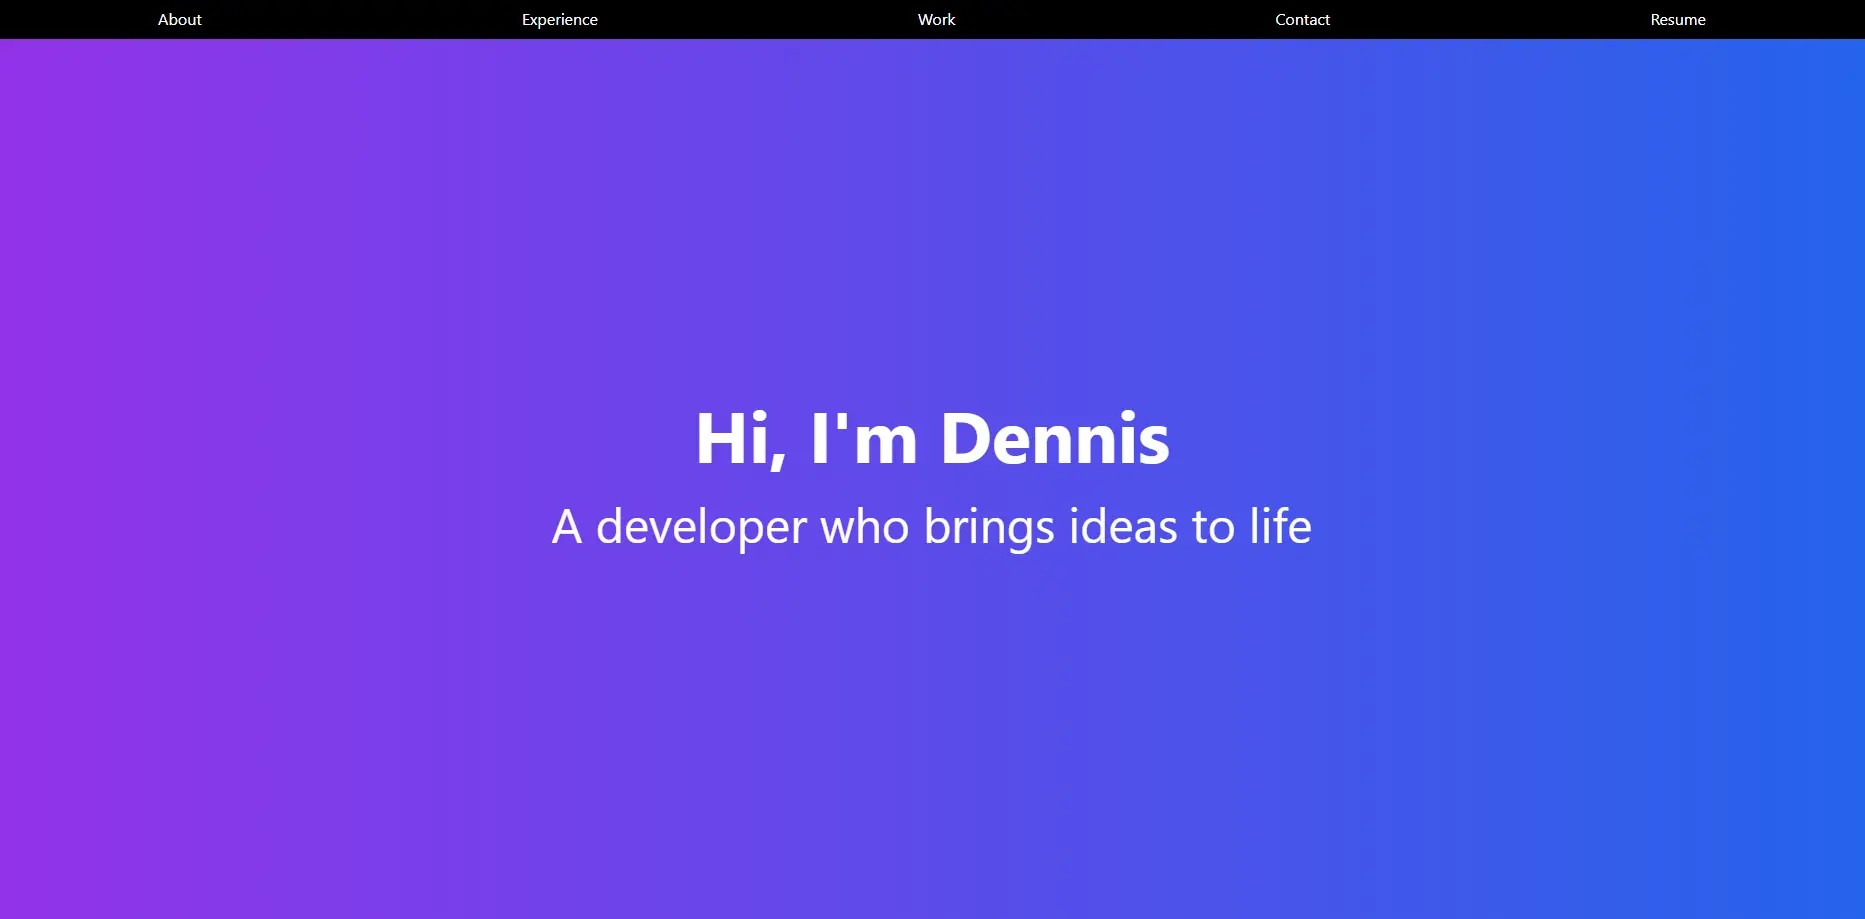 About Experience Work Contact Resume
Hi, I'm Dennis
A developer who brings ideas to life